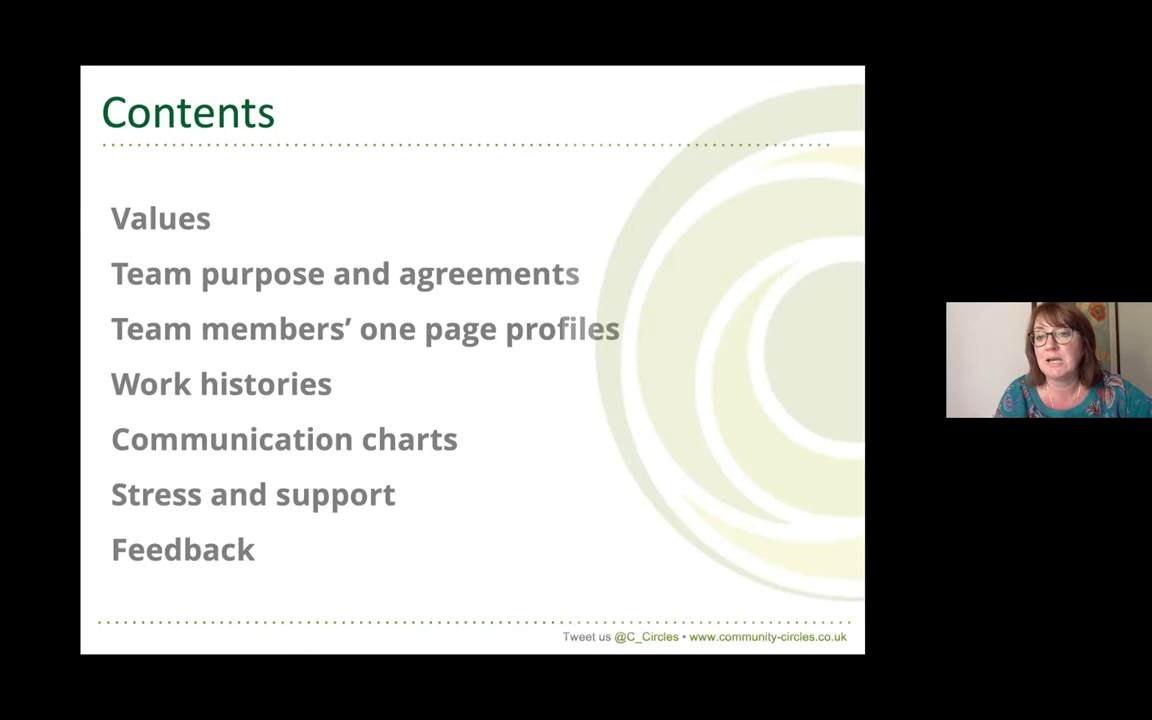 Contents
Values
Team purpose and agreements
Team members’ one page profiles
Work histories
Communication charts
Stress and support
Feedback
Tweet us @C_Circles • www.community-circles.co.uk